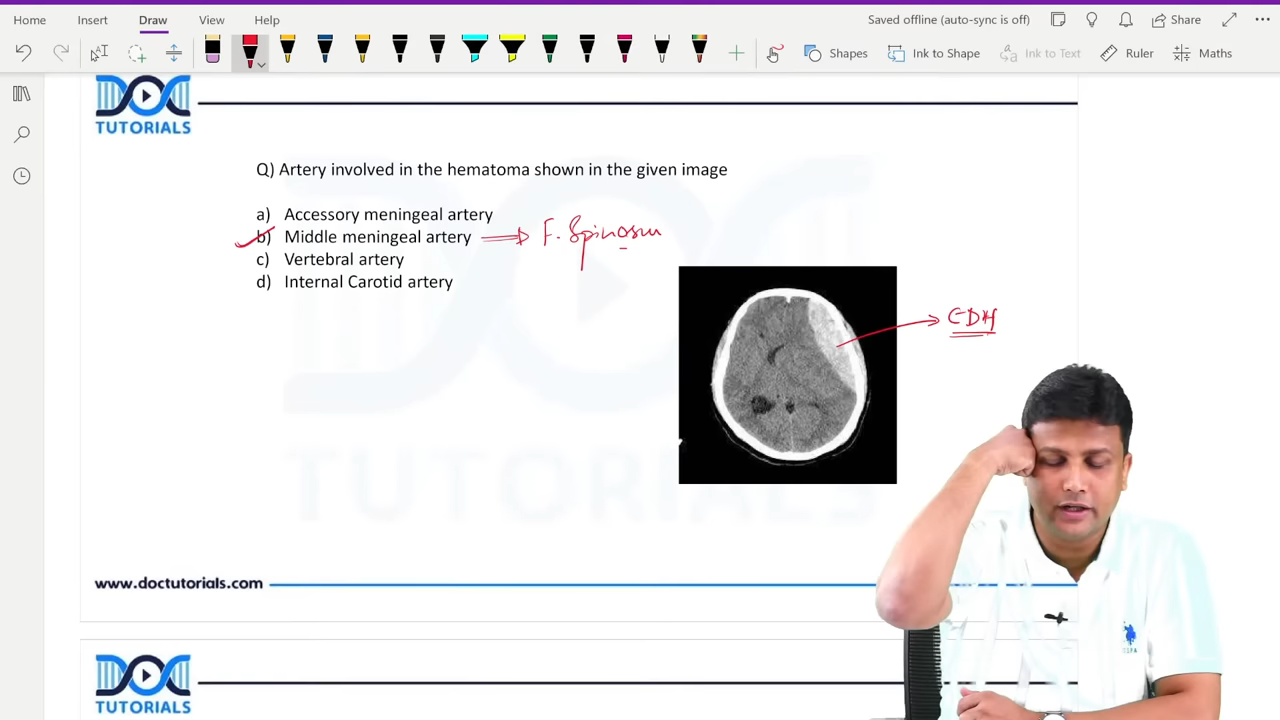 Home Insert Draw View Help Saved offline (auto-sync is off) Share
Shapes Ink to Shape Ink to Text Ruler Maths
TUTORIALS
Q) Artery involved in the hematoma shown in the given image
a) Accessory meningeal artery
b) Middle meningeal artery F. Spinosum
c) Vertebral artery
d) Internal Carotid artery
EDH
TUTORIALS
www.doctutorials.com
DOC
TUTORIALS